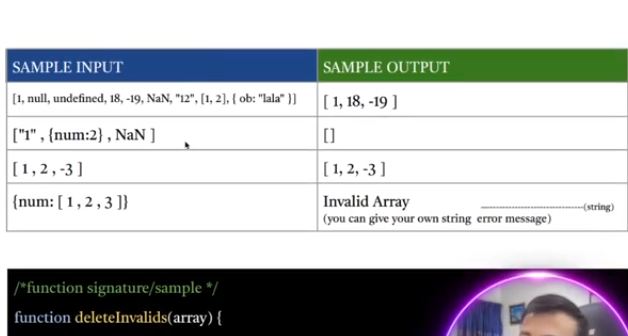 SAMPLE INPUT SAMPLE OUTPUT
[1, null, undefined, 18, -19, NaN, "12", [1, 2], { ob: "lala" }] [ 1, 18, -19 ]
["1" , {num:2} , NaN ] []
[ 1 , 2 , -3 ] [ 1, 2, -3 ]
{num: [ 1 , 2 , 3 ]} Invalid Array ------------------------------(string)
(you can give your own string error message)
/*function signature/sample */
function deleteInvalids(array) {